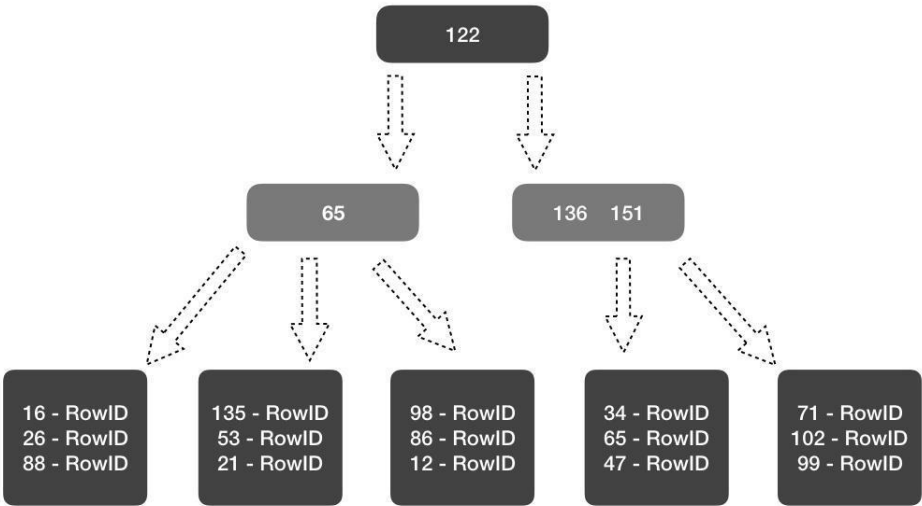 122
65
136 151
16 - RowID
26 - RowID
88 - RowID
135 - RowID
53 - RowID
21 - RowID
98 - RowID
86 - RowID
12 - RowID
34 - RowID
65 - RowID
47 - RowID
71 - RowID
102 - RowID
99 - RowID